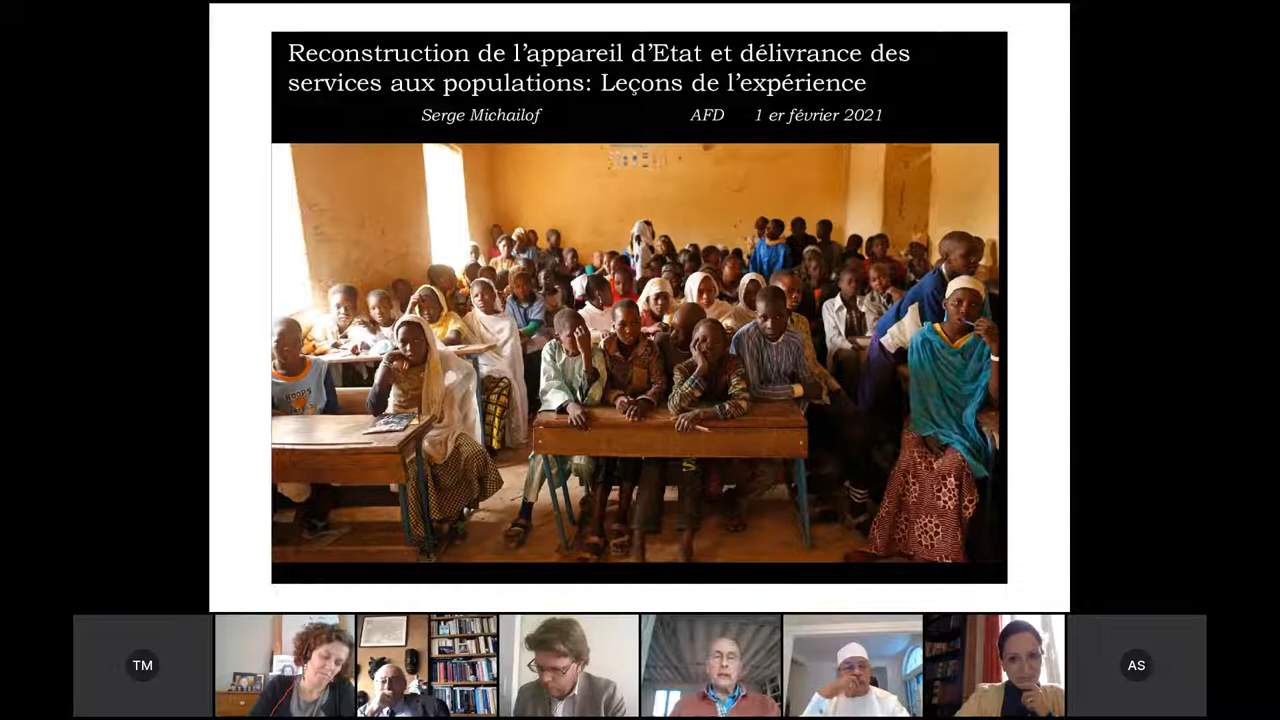 Reconstruction de l’appareil d’Etat et délivrance des
services aux populations: Leçons de l’expérience
Serge Michailof AFD 1 er février 2021
HOOPS
TM
AS